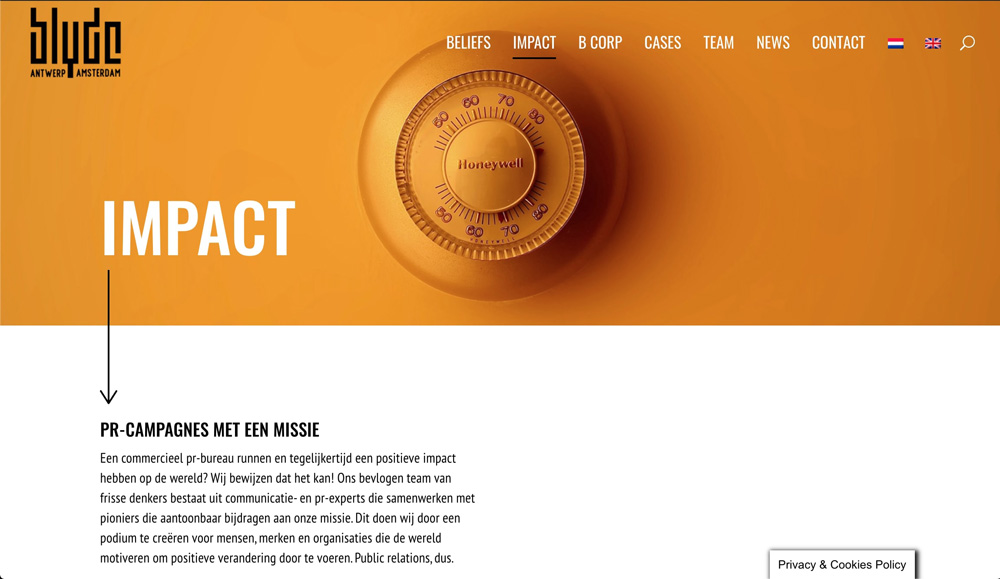 blyde
ANTWERP AMSTERDAM
BELIEFS IMPACT B CORP CASES TEAM NEWS CONTACT
60 60 70 80
Honeywell
50 60 70 80
HONEYWELL
IMPACT
PR-CAMPAGNES MET EEN MISSIE
Een commercieel pr-bureau runnen en tegelijkertijd een positieve impact
hebben op de wereld? Wij bewijzen dat het kan! Ons bevlogen team van
frisse denkers bestaat uit communicatie- en pr-experts die samenwerken met
pioniers die aantoonbaar bijdragen aan onze missie. Dit doen wij door een
podium te creëren voor mensen, merken en organisaties die de wereld
motiveren om positieve verandering door te voeren. Public relations, dus.
Privacy & Cookies Policy